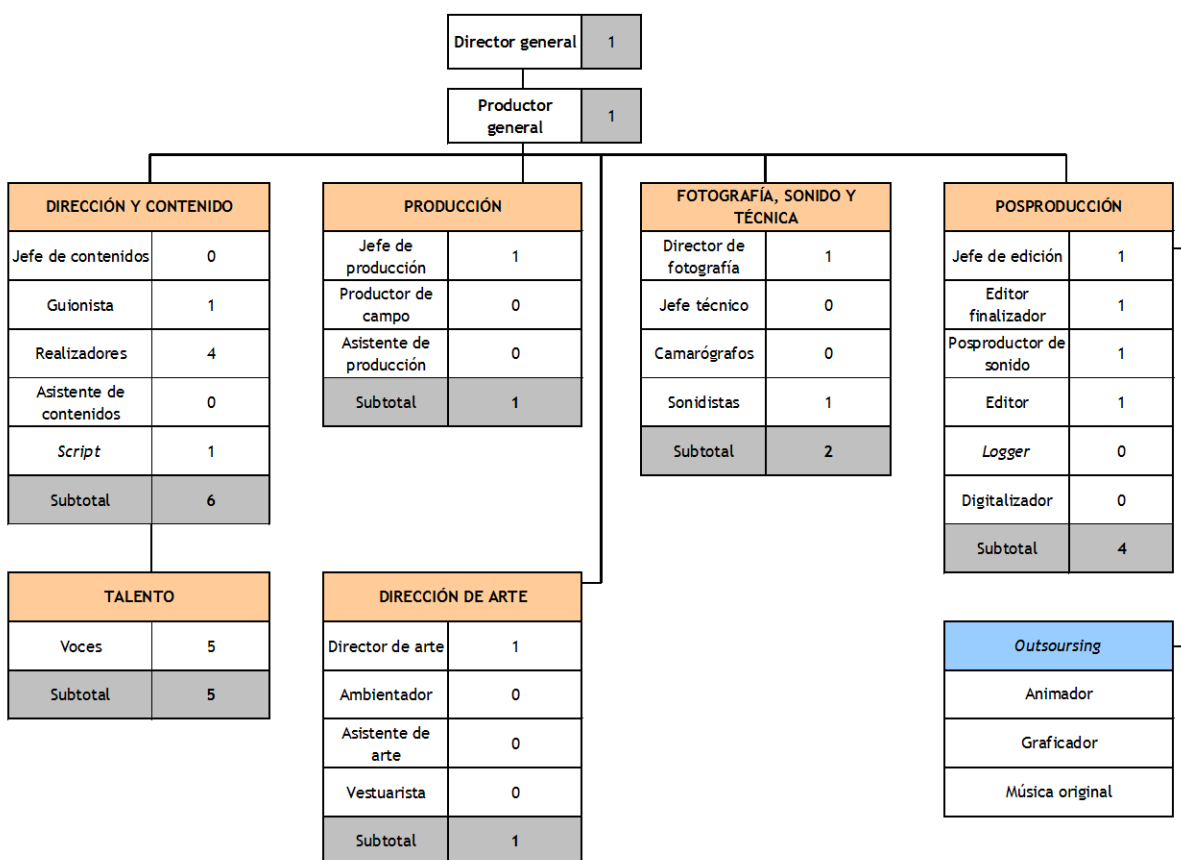 Director general 1
Productor
general 1
DIRECCIÓN Y CONTENIDO
Jefe de contenidos 0
Guionista 1
Realizadores 4
Asistente de
contenidos 0
Script 1
Subtotal 6
TALENTO
Voces 5
Subtotal 5
PRODUCCIÓN
Jefe de
producción 1
Productor de
campo 0
Asistente de
producción 0
Subtotal 1
DIRECCIÓN DE ARTE
Director de arte 1
Ambientador 0
Asistente de
arte 0
Vestuarista 0
Subtotal 1
FOTOGRAFÍA, SONIDO Y
TÉCNICA
Director de
fotografía 1
Jefe técnico 0
Camarógrafos 0
Sonidistas 1
Subtotal 2
POSPRODUCCIÓN
Jefe de edición 1
Editor
finalizador 1
Posproductor de
sonido 1
Editor 1
Logger 0
Digitalizador 0
Subtotal 4
Outsoursing
Animador
Graficador
Música original